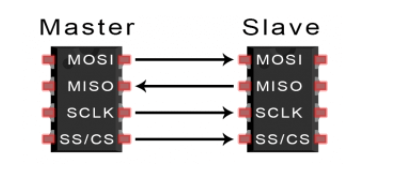 Master Slave
MOSI MOSI
MISO MISO
SCLK SCLK
SS/CS SS/CS